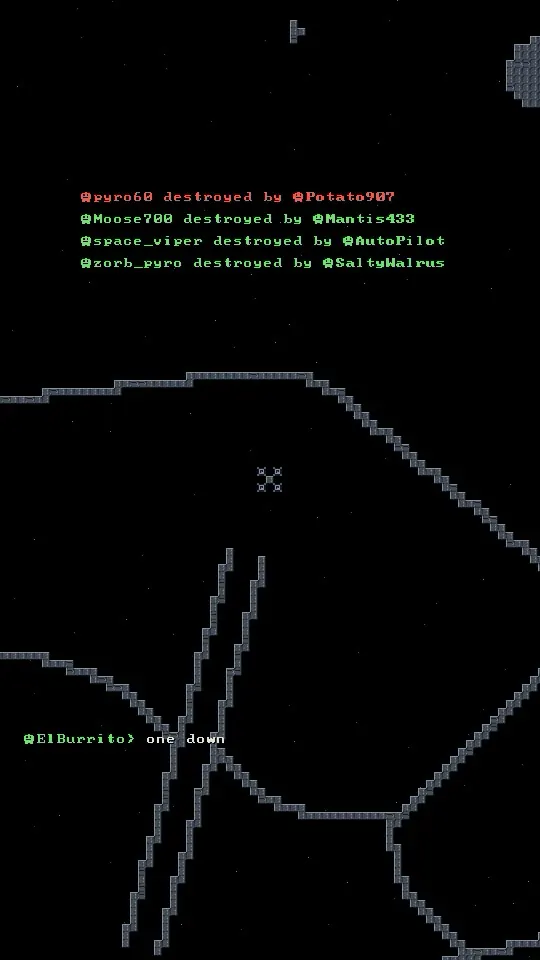 pyro60 destroyed by Potato907
Moose700 destroyed by Mantis433
space_viper destroyed by AutoPilot
zorb_pyro destroyed by SaltyWalrus
ElBurrito> one down